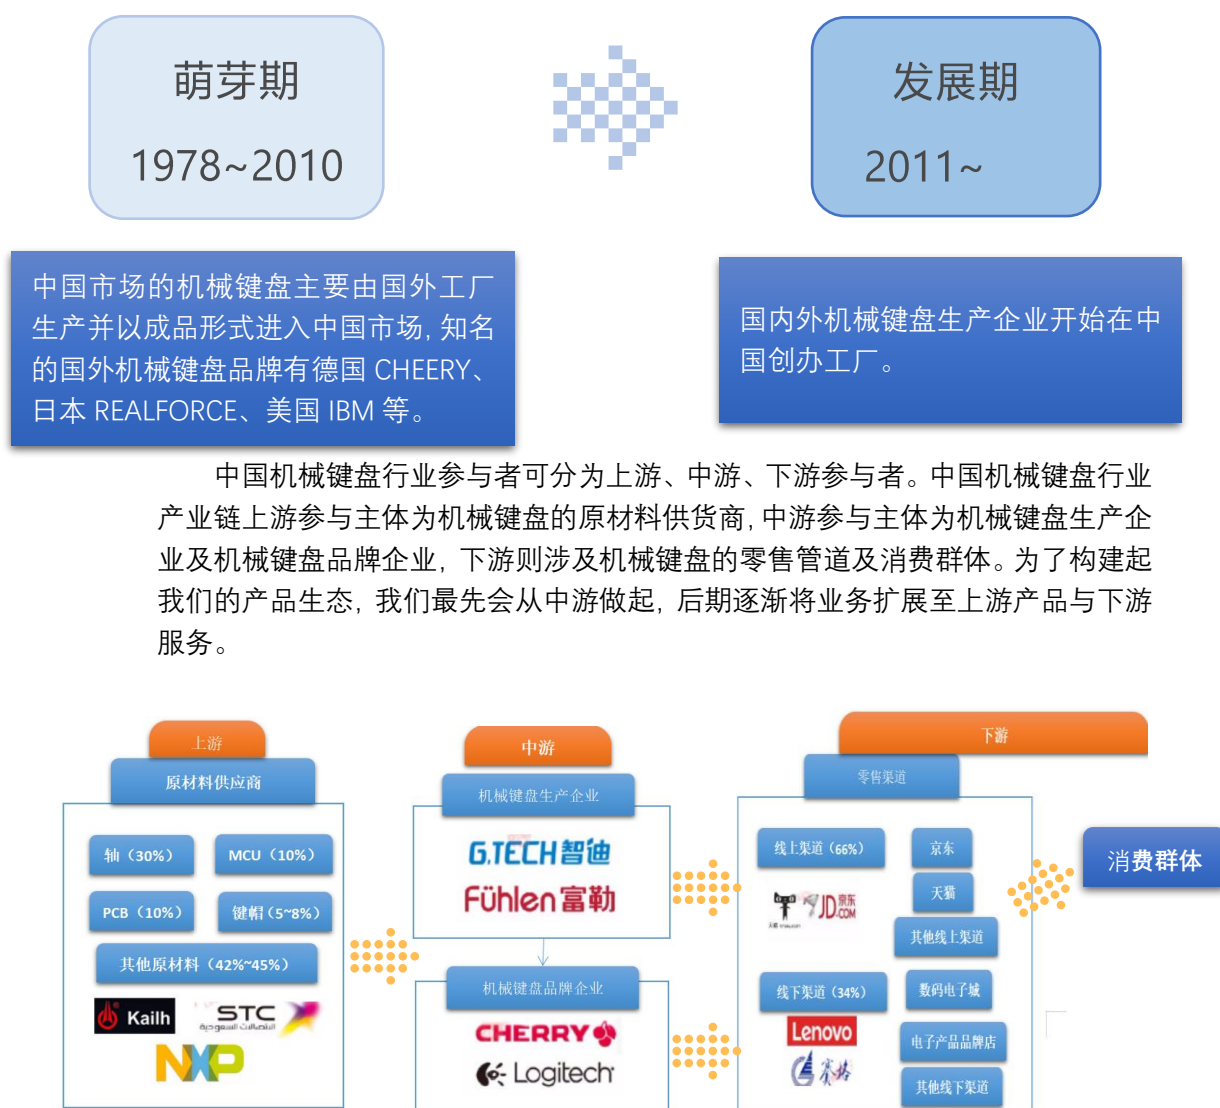 萌芽期
1978~2010
发展期
2011~
中国市场的机械键盘主要由国外工厂
生产并以成品形式进入中国市场,知名
的国外机械键盘品牌有德国 CHEERY、
日本 REALFORCE、美国 IBM 等。
国内外机械键盘生产企业开始在中
国创办工厂。
中国机械键盘行业参与者可分为上游、中游、下游参与者。中国机械键盘行业
产业链上游参与主体为机械键盘的原材料供货商,中游参与主体为机械键盘生产企
业及机械键盘品牌企业,下游则涉及机械键盘的零售管道及消费群体。为了构建起
我们的产品生态,我们最先会从中游做起,后期逐渐将业务扩展至上游产品与下游
服务。
上游
原材料供应商
轴（30%）
MCU（10%）
PCB（10%）
键帽（5~8%）
其他原材料（42%~45%）
Kailh
STC
الاتصالات السعودية
NXP
中游
机械键盘生产企业
G.TECH智迪
Fühlen富勒
机械键盘品牌企业
CHERRY
Logitech
下游
零售渠道
线上渠道（66%）
京东
天猫
JD京东
.COM
其他线上渠道
线下渠道（34%）
数码电子城
Lenovo
电子产品品牌店
赛格
其他线下渠道
消费群体